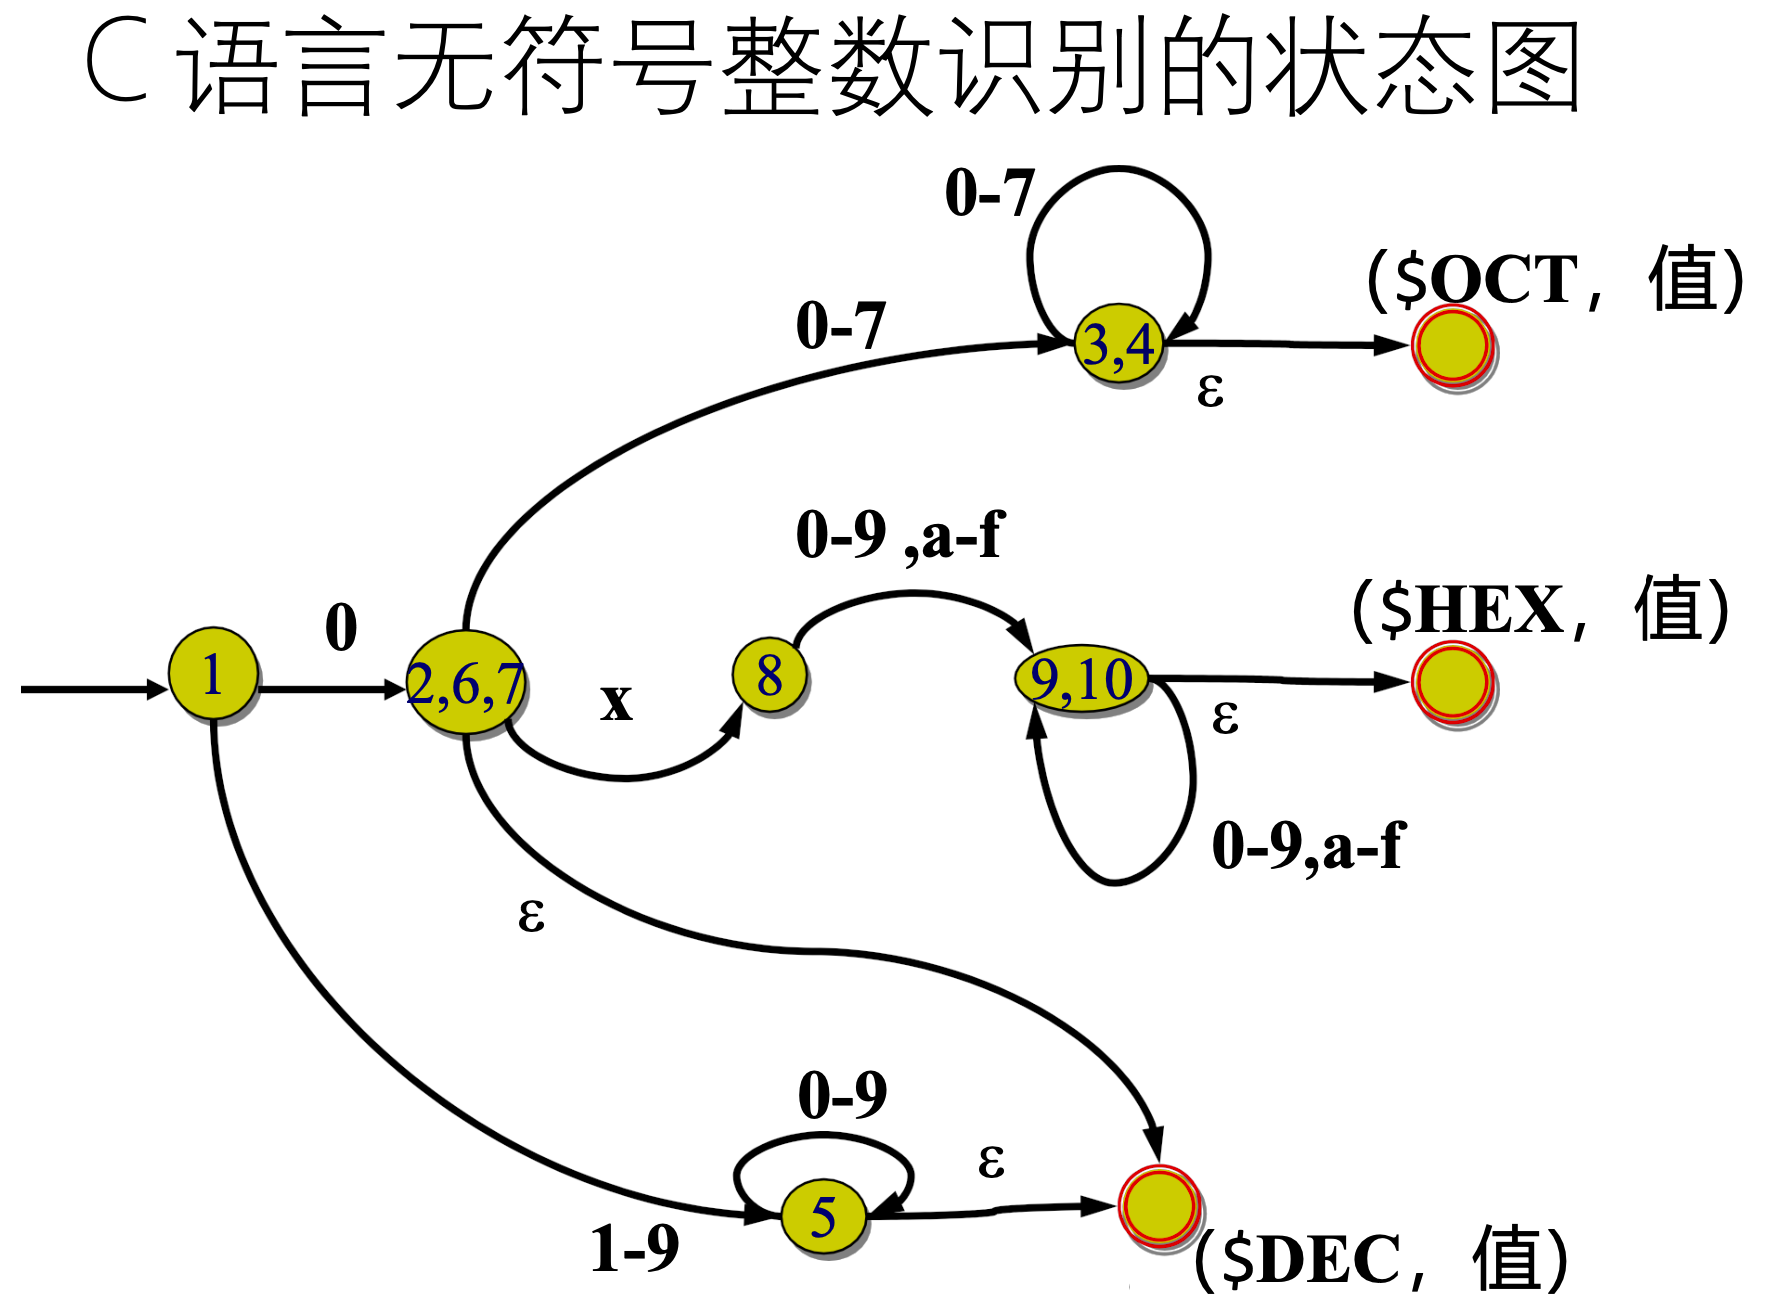 C 语言无符号整数识别的状态图
0-7
($OCT，值)
0-7
3,4
ε
0-9 ,a-f
($HEX，值)
0
1
2,6,7
x
8
9,10
ε
0-9,a-f
ε
0-9
ε
5
1-9
($DEC，值)